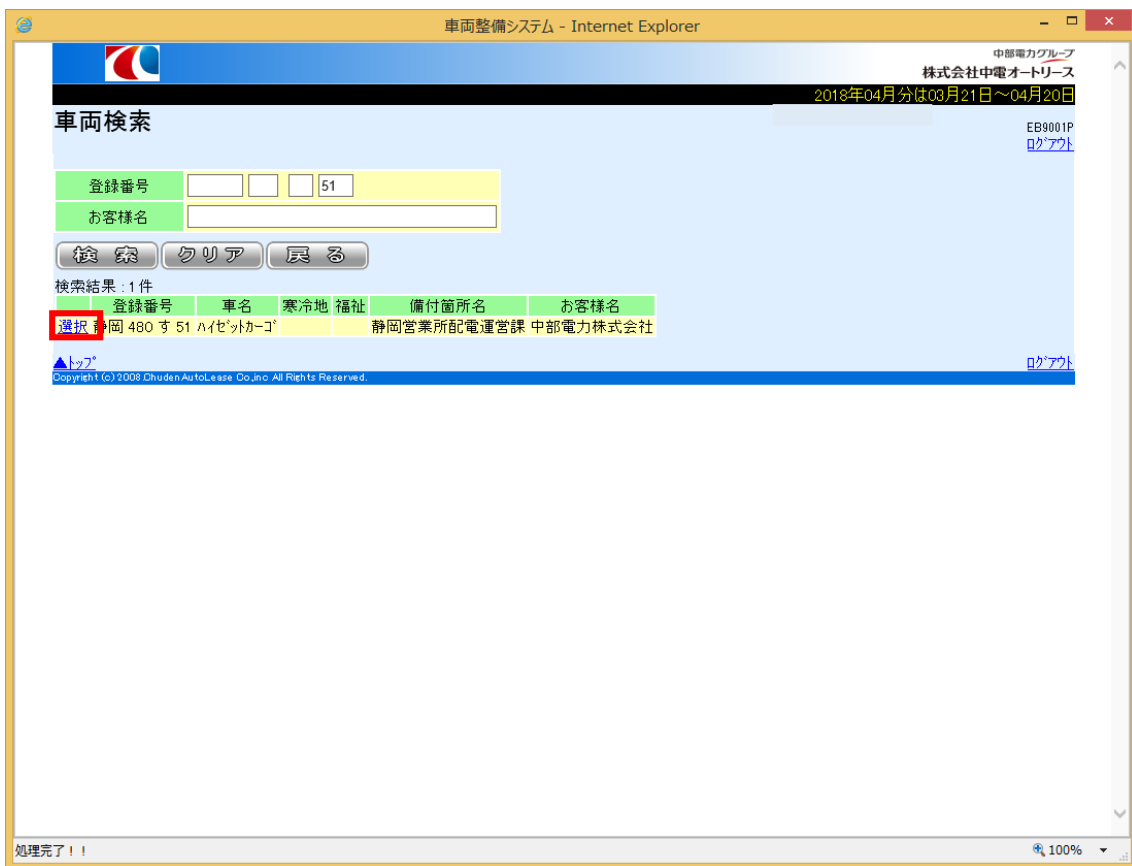 車両整備システム - Internet Explorer
中部電力グループ
株式会社中電オートリース
2018年04月分は03月21日～04月20日
車両検索
EB9001P
ﾛｸﾞｱｳﾄ
登録番号 51
お客様名
検 索 クリア 戻 る
検索結果 : 1件
登録番号 車名 寒冷地 福祉 備付箇所名 お客様名
選択 静岡 480 す 51 ﾊｲｾﾞｯﾄｶｰｺﾞ 静岡営業所配電運営課 中部電力株式会社
▲ﾄｯﾌﾟ ﾛｸﾞｱｳﾄ
Copyright (c) 2008 Chuden AutoLease Co.,inc All Rights Reserved.
処理完了！！ 100%